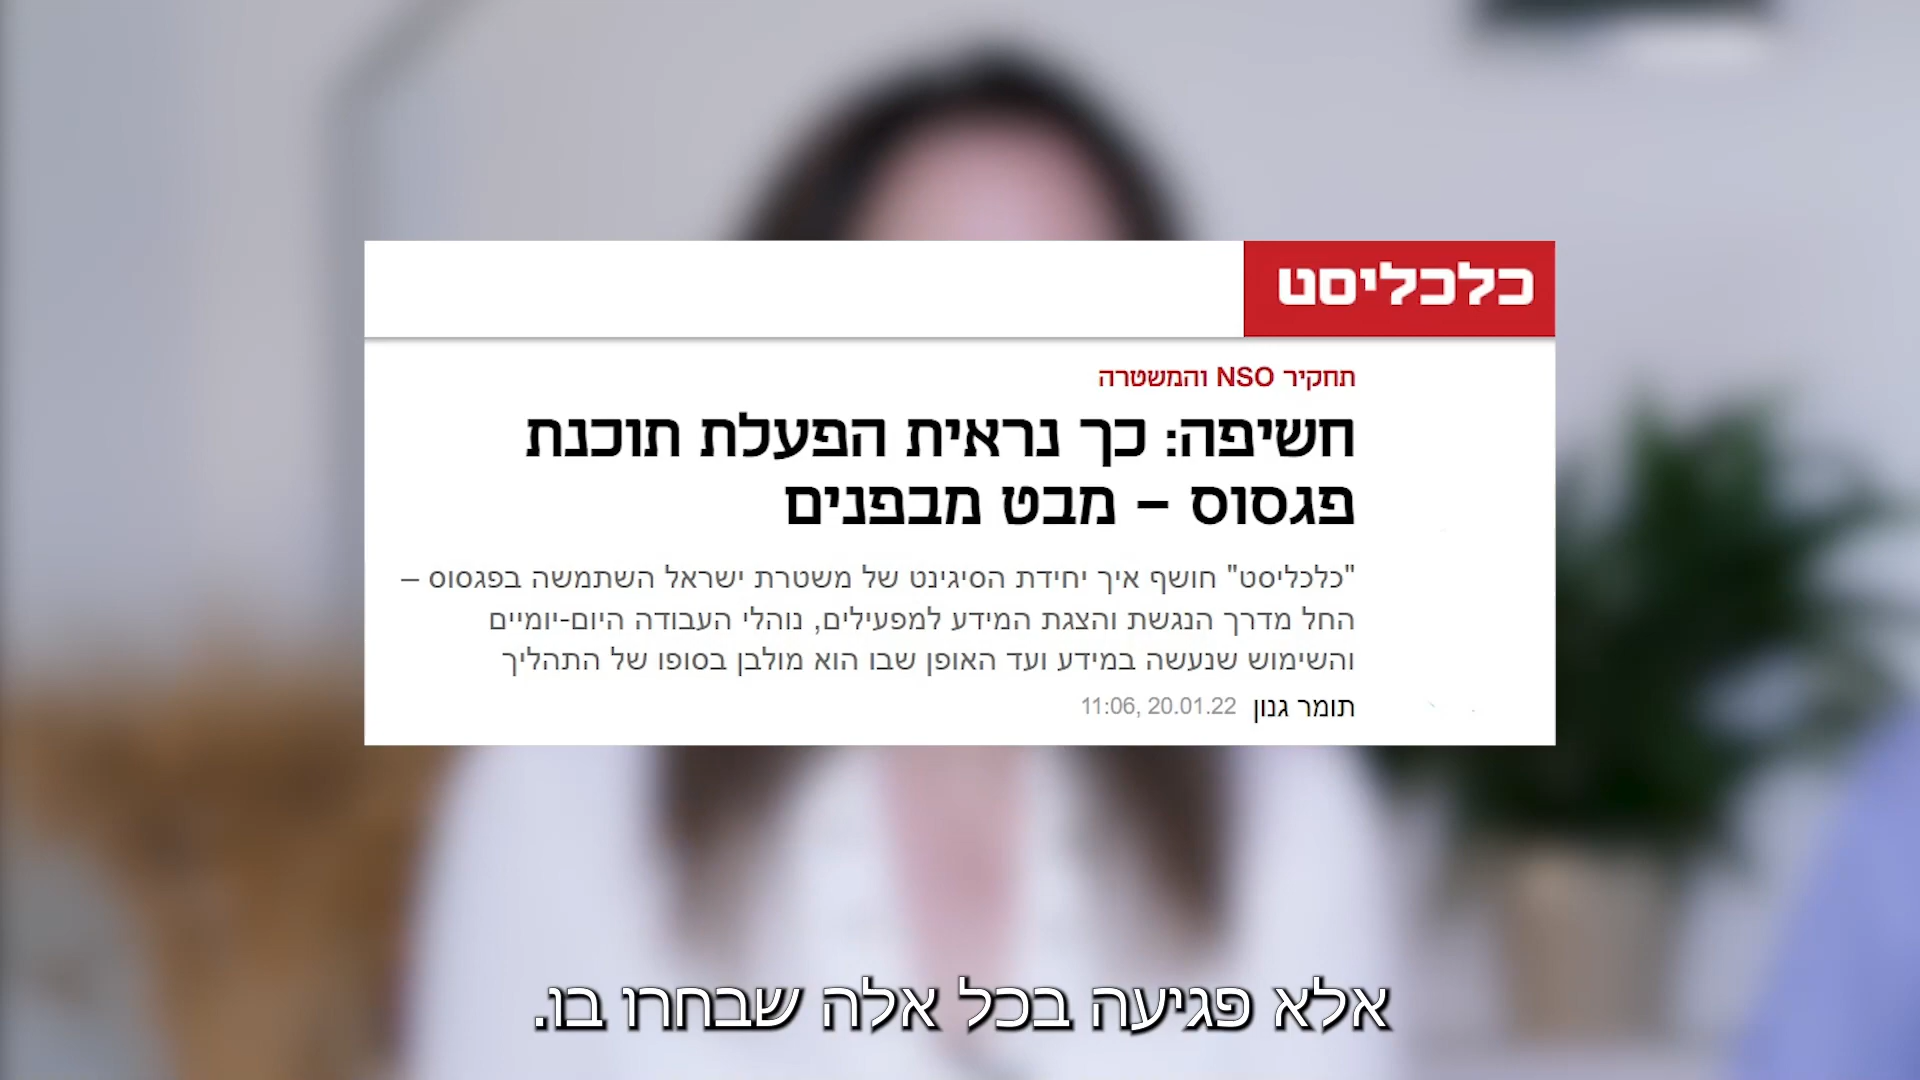 כלכליסט
תחקיר NSO והמשטרה
חשיפה: כך נראית הפעלת תוכנת
פגסוס – מבט מבפנים
"כלכליסט" חושף איך יחידת הסיגינט של משטרת ישראל השתמשה בפגסוס –
החל מדרך הנגשת והצגת המידע למפעילים, נוהלי העבודה היום-יומיים
והשימוש שנעשה במידע ועד האופן שבו הוא מולבן בסופו של התהליך
תומר גנון 20.01.22, 11:06
אלא פגיעה בכל אלה שבחרו בו.